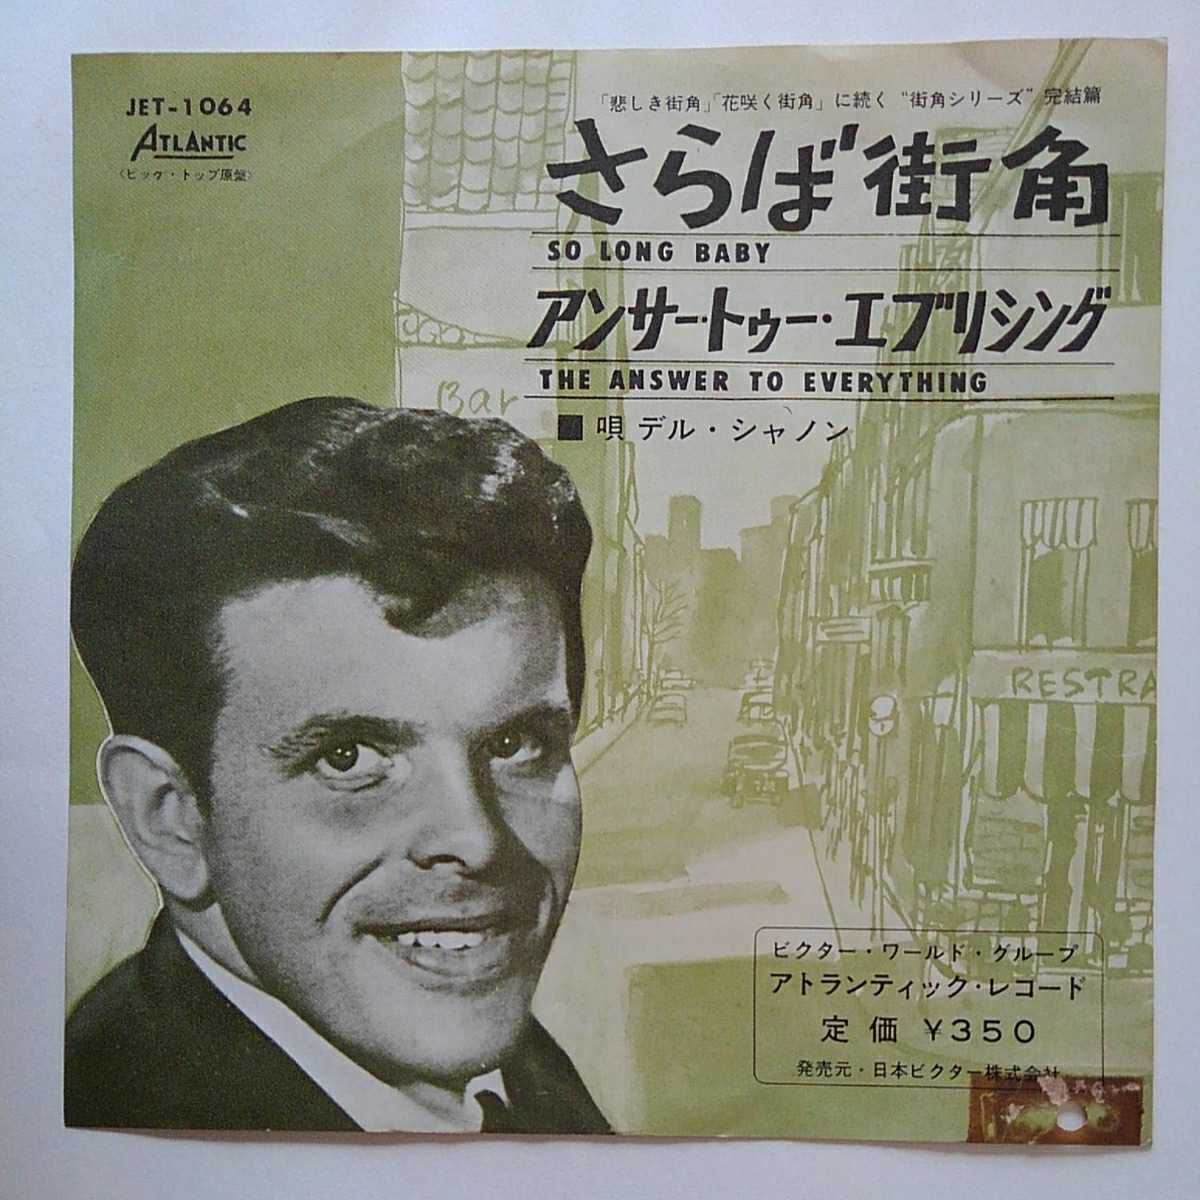 JET-1064
ATLANTIC
〈ビッグ・トップ原盤〉
「悲しき街角」「花咲く街角」に続く “街角シリーズ” 完結篇
さらば街角
SO LONG BABY
アンサー・トゥー・エブリシング
THE ANSWER TO EVERYTHING
■ 唄 デル・シャノン
Bar
RESTRA
ビクター・ワールド・グループ
アトランティック・レコード
定価 ¥350
発売元・日本ビクター株式会社